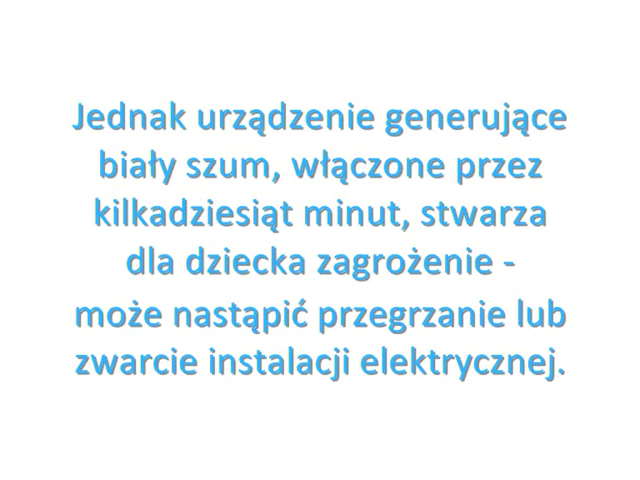 Jednak urządzenie generujące
biały szum, włączone przez
kilkadziesiąt minut, stwarza
dla dziecka zagrożenie -
może nastąpić przegrzanie lub
zwarcie instalacji elektrycznej.